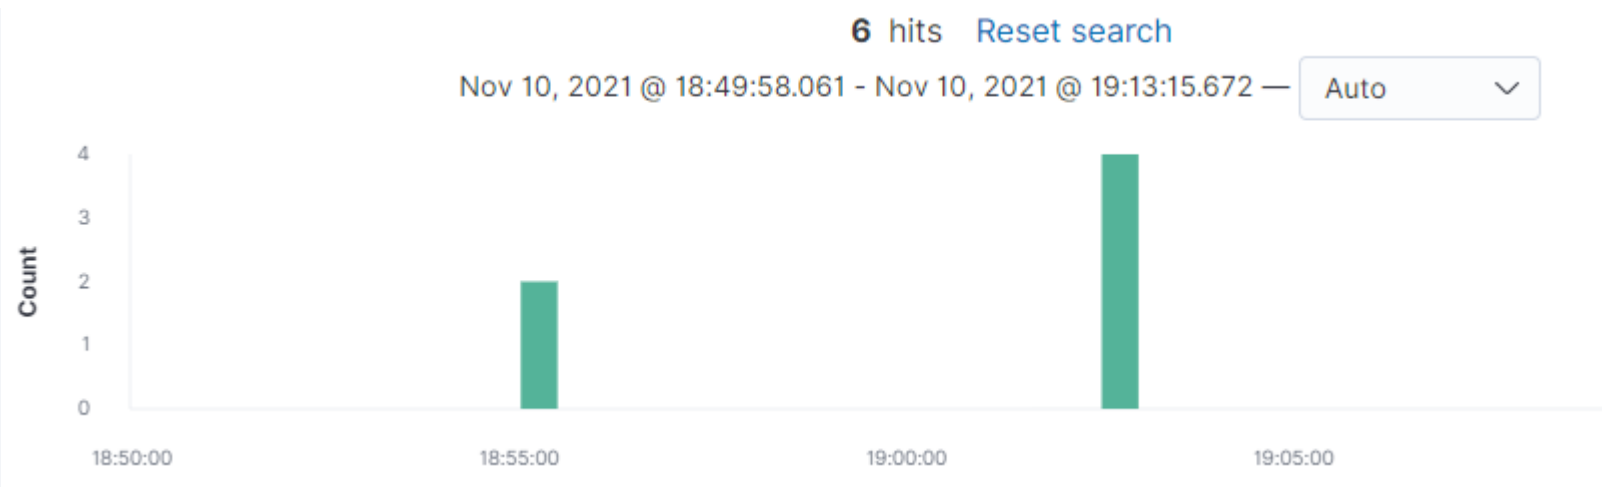 6 hits Reset search
Nov 10, 2021 @ 18:49:58.061 - Nov 10, 2021 @ 19:13:15.672 — Auto
4
3
2
1
0
Count
18:50:00 18:55:00 19:00:00 19:05:00